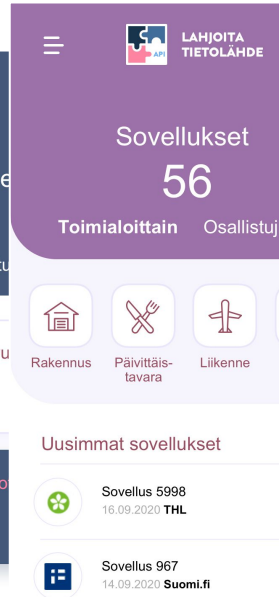 LAHJOITA
TIETOLÄHDE
API
Sovellukset
56
Toimialoittain Osallistuj
Rakennus Päivittäis-
tavara Liikenne
Uusimmat sovellukset
Sovellus 5998
16.09.2020 THL
Sovellus 967
14.09.2020 Suomi.fi